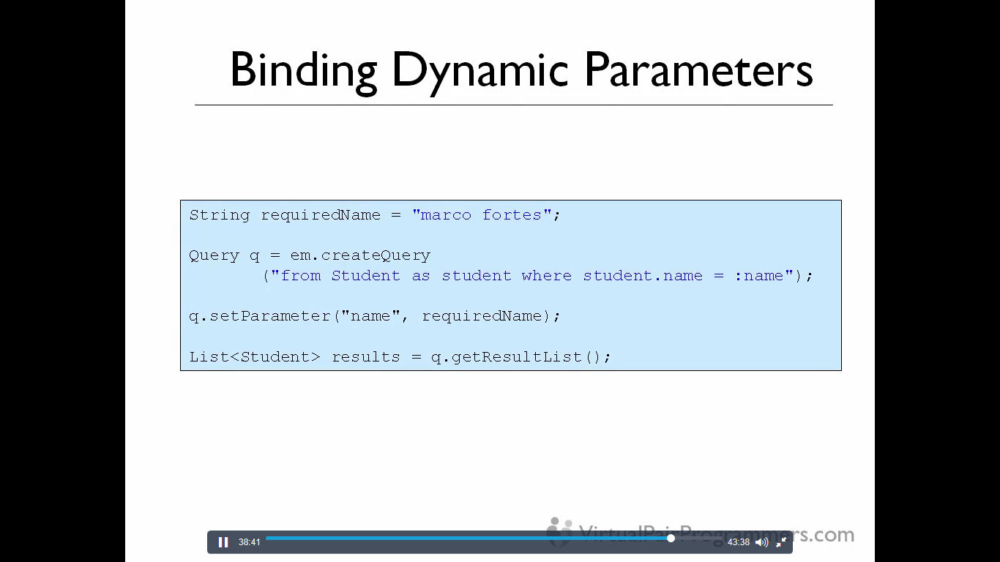 Binding Dynamic Parameters
String requiredName = "marco fortes";
Query q = em.createQuery
("from Student as student where student.name = :name");
q.setParameter("name", requiredName);
List<Student> results = q.getResultList();
VirtualPairProgrammers.com
38:41
43:38